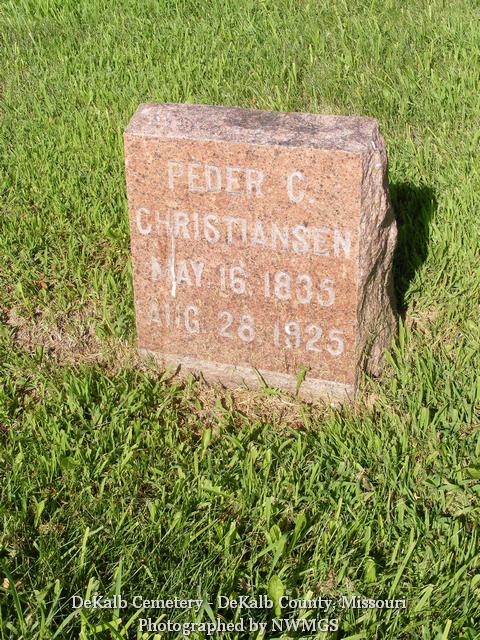 PEDER C.
CHRISTIANSEN
MAY. 16. 1835
AUG. 28. 1925
DeKalb Cemetery - DeKalb County, Missouri
Photographed by NWMGS